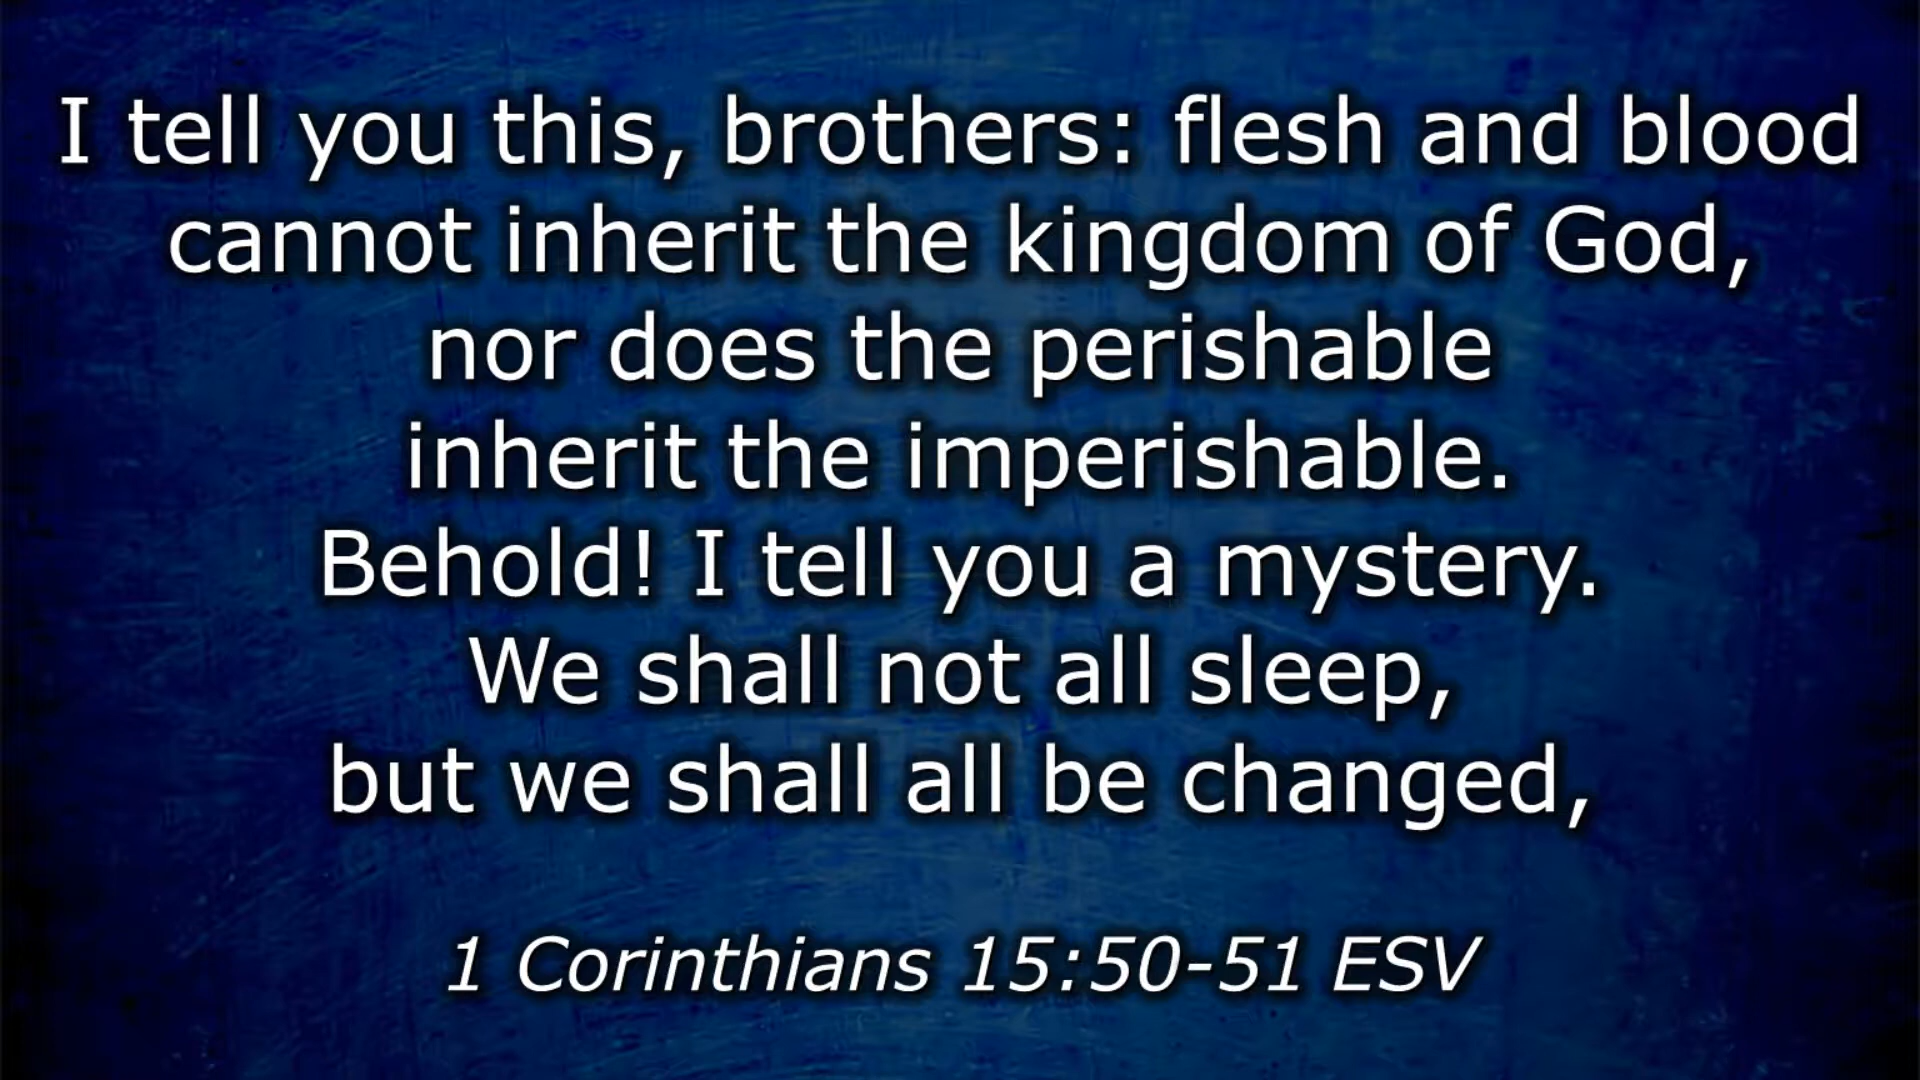 I tell you this, brothers: flesh and blood
cannot inherit the kingdom of God,
nor does the perishable
inherit the imperishable.
Behold! I tell you a mystery.
We shall not all sleep,
but we shall all be changed,
1 Corinthians 15:50-51 ESV